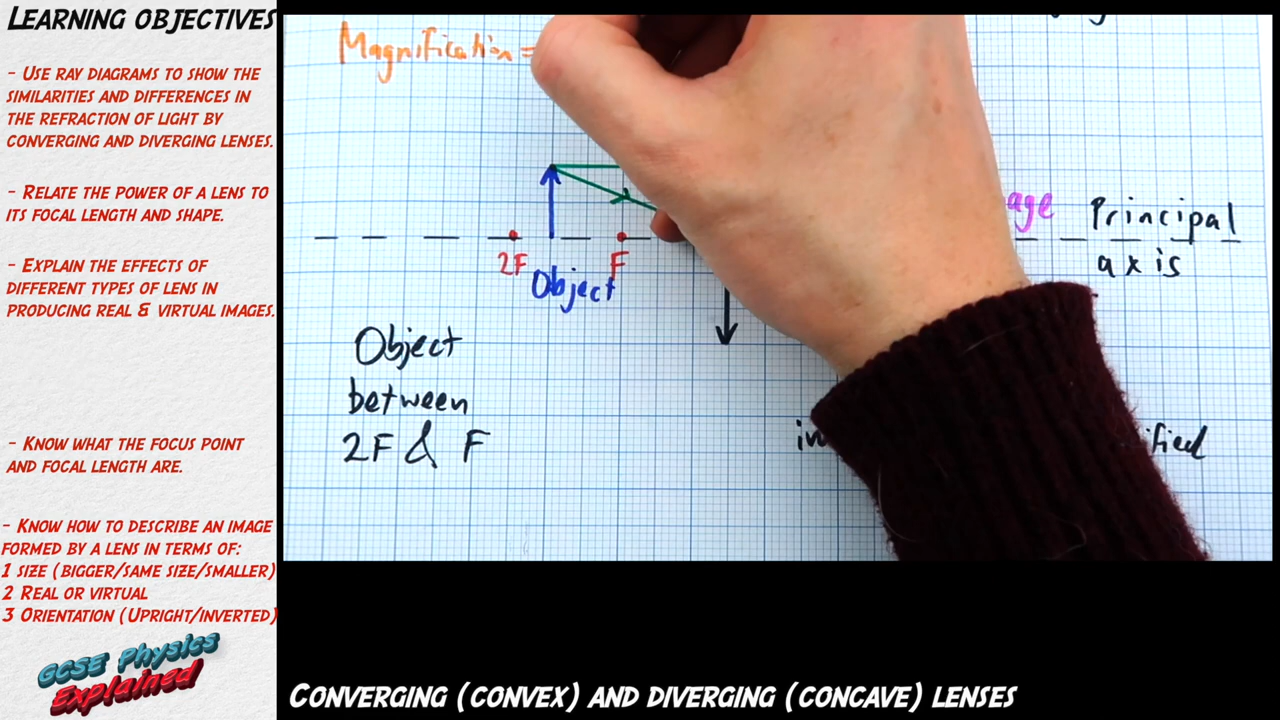 LEARNING OBJECTIVES
- USE RAY DIAGRAMS TO SHOW THE
SIMILARITIES AND DIFFERENCES IN
THE REFRACTION OF LIGHT BY
CONVERGING AND DIVERGING LENSES.
- RELATE THE POWER OF A LENS TO
ITS FOCAL LENGTH AND SHAPE.
- EXPLAIN THE EFFECTS OF
DIFFERENT TYPES OF LENS IN
PRODUCING REAL & VIRTUAL IMAGES.
- KNOW WHAT THE FOCUS POINT
AND FOCAL LENGTH ARE.
- KNOW HOW TO DESCRIBE AN IMAGE
FORMED BY A LENS IN TERMS OF:
1 SIZE (BIGGER/SAME SIZE/SMALLER)
2 REAL OR VIRTUAL
3 ORIENTATION (UPRIGHT/INVERTED)
GCSE Physics
Explained
Magnification =
age
Principal
axis
2F
F
Object
Object
between
2F & F
in
ified
CONVERGING (CONVEX) AND DIVERGING (CONCAVE) LENSES